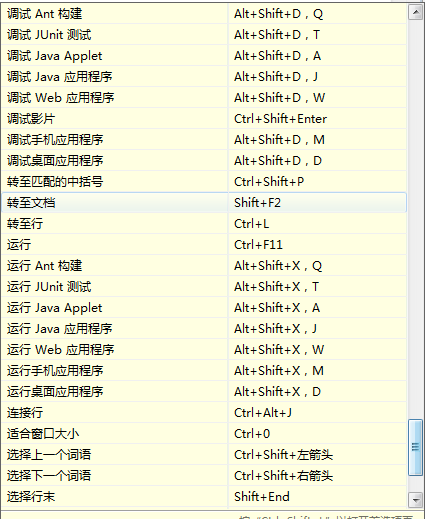 调试 Ant 构建 Alt+Shift+D，Q
调试 JUnit 测试 Alt+Shift+D，T
调试 Java Applet Alt+Shift+D，A
调试 Java 应用程序 Alt+Shift+D，J
调试 Web 应用程序 Alt+Shift+D，W
调试影片 Ctrl+Shift+Enter
调试手机应用程序 Alt+Shift+D，M
调试桌面应用程序 Alt+Shift+D，D
转至匹配的中括号 Ctrl+Shift+P
转至文档 Shift+F2
转至行 Ctrl+L
运行 Ctrl+F11
运行 Ant 构建 Alt+Shift+X，Q
运行 JUnit 测试 Alt+Shift+X，T
运行 Java Applet Alt+Shift+X，A
运行 Java 应用程序 Alt+Shift+X，J
运行 Web 应用程序 Alt+Shift+X，W
运行手机应用程序 Alt+Shift+X，M
运行桌面应用程序 Alt+Shift+X，D
连接行 Ctrl+Alt+J
适合窗口大小 Ctrl+0
选择上一个词语 Ctrl+Shift+左箭头
选择下一个词语 Ctrl+Shift+右箭头
选择行末 Shift+End